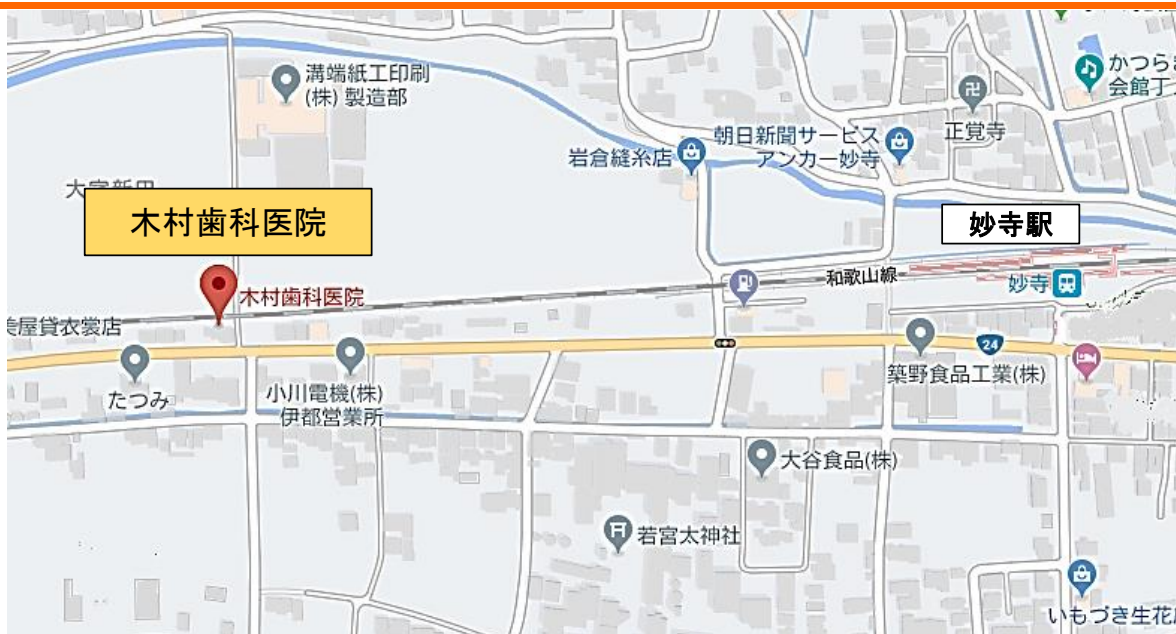 溝端紙工印刷
(株) 製造部
かつらぎ
会館丁
正覚寺
朝日新聞サービス
アンカー妙寺
岩倉縫糸店
木村歯科医院
妙寺駅
和歌山線
妙寺
木村歯科医院
屋貸衣裳店
24
たつみ
小川電機(株)
伊都営業所
築野食品工業(株)
大谷食品(株)
若宮太神社
いもづき生花